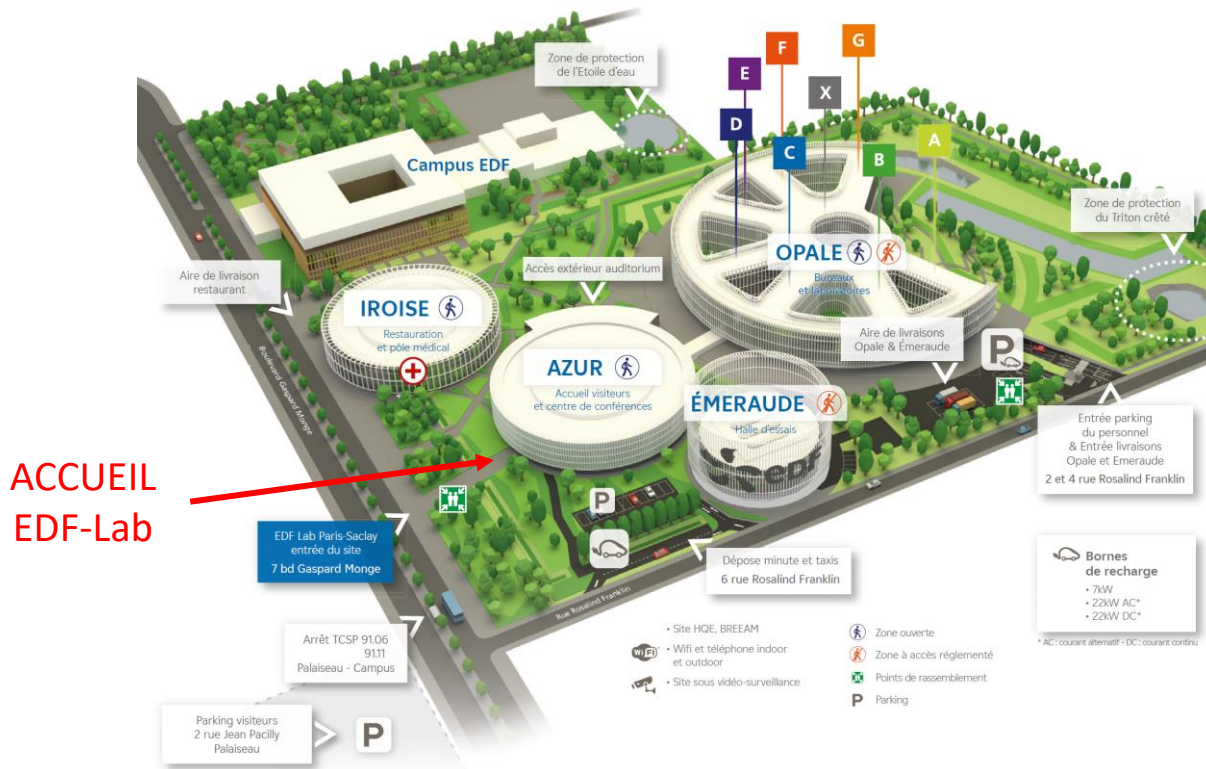 Zone de protection
de l'Etoile d'eau
F
G
E
X
D
C
B
A
Campus EDF
Zone de protection
du Triton crêté
OPALE
Bureaux
et laboratoires
Accès extérieur auditorium
Aire de livraison
restaurant
IROISE
Restauration
et pôle médical
Aire de livraisons
Opale & Émeraude
P
AZUR
Accueil visiteurs
et centre de conférences
ÉMERAUDE
Halle d'essais
Boulevard Gaspard Monge
Entrée parking
du personnel
& Entrée livraisons
Opale et Emeraude
2 et 4 rue Rosalind Franklin
ACCUEIL
EDF-Lab
P
EDF Lab Paris-Saclay
entrée du site
7 bd Gaspard Monge
Dépose minute et taxis
6 rue Rosalind Franklin
Rue Rosalind Franklin
Bornes
de recharge
• 7kW
• 22kW AC*
• 22kW DC*
* AC : courant alternatif - DC : courant continu
Arrêt TCSP 91.06
91.11
Palaiseau - Campus
• Site HQE, BREEAM
WiFi
• Wifi et téléphone indoor
et outdoor
• Site sous vidéo-surveillance
Zone ouverte
Zone à accès réglementé
Points de rassemblement
P Parking
Parking visiteurs
2 rue Jean Pacilly
Palaiseau
P